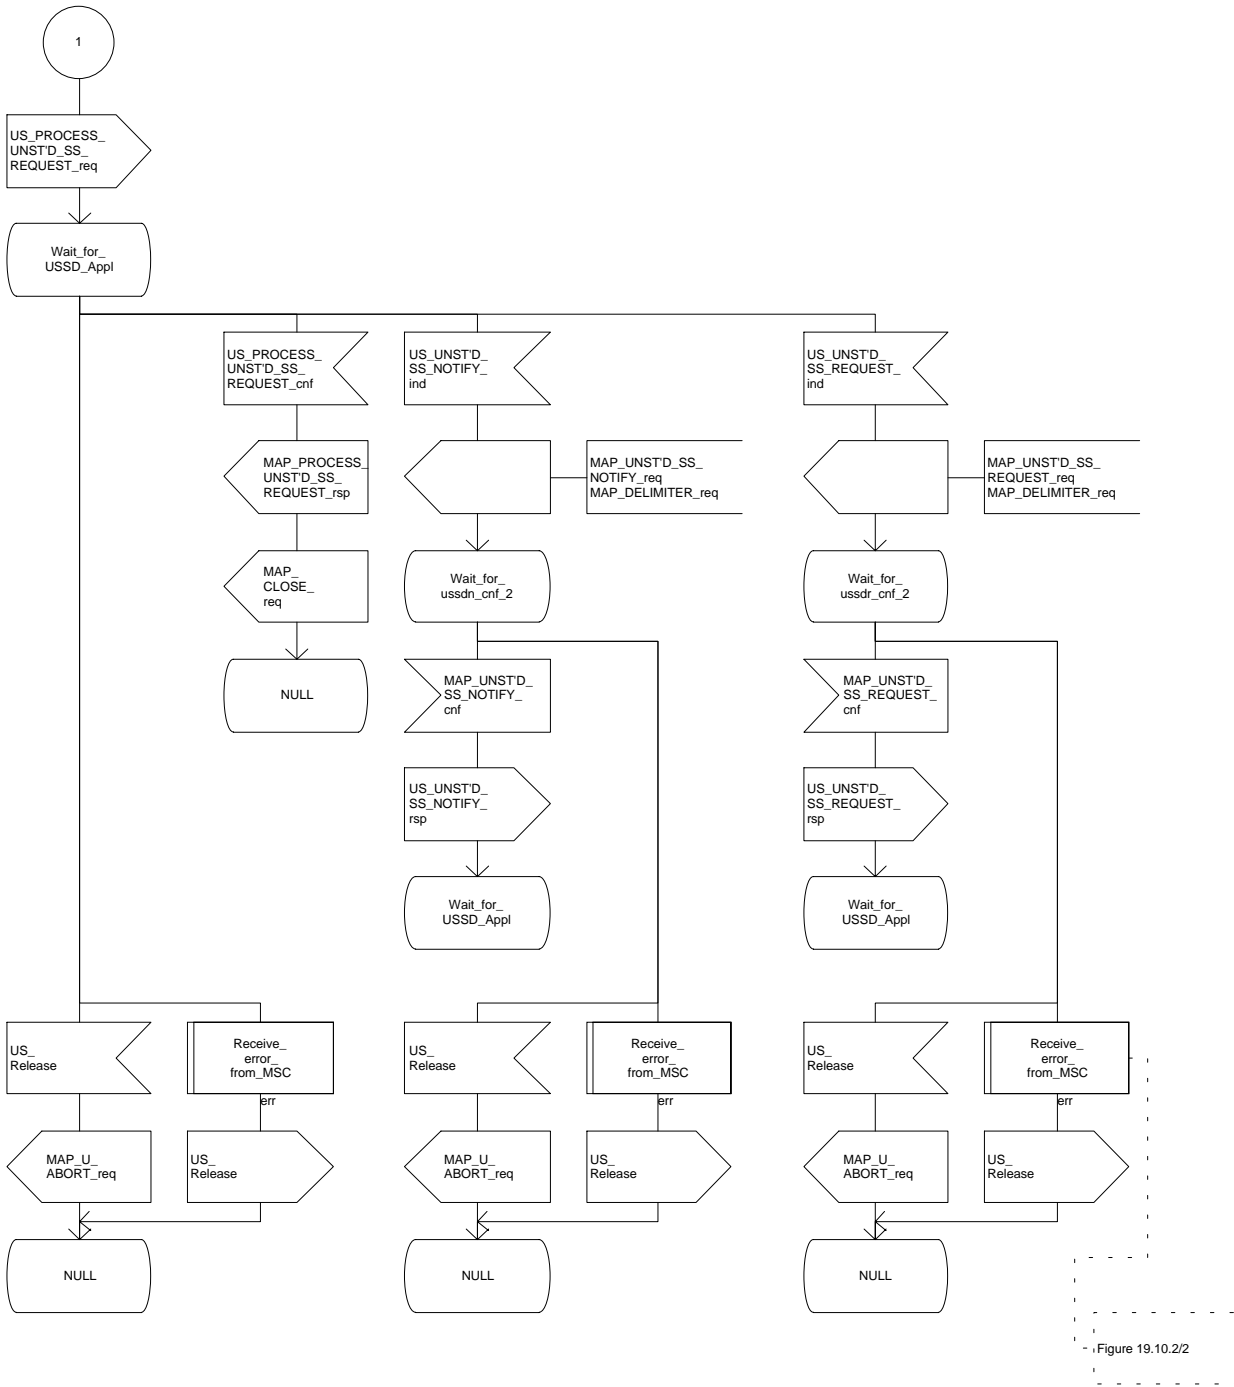 1
US_PROCESS_
UNST'D_SS_
REQUEST_req
Wait_for_
USSD_Appl
US_PROCESS_
UNST'D_SS_
REQUEST_cnf
US_UNST'D_
SS_NOTIFY_
ind
US_UNST'D_
SS_REQUEST_
ind
MAP_PROCESS_
UNST'D_SS_
REQUEST_rsp
MAP_UNST'D_SS_
NOTIFY_req
MAP_DELIMITER_req
MAP_UNST'D_SS_
REQUEST_req
MAP_DELIMITER_req
MAP_
CLOSE_
req
Wait_for_
ussdn_cnf_2
Wait_for_
ussdr_cnf_2
NULL
MAP_UNST'D_
SS_NOTIFY_
cnf
MAP_UNST'D_
SS_REQUEST_
cnf
US_UNST'D_
SS_NOTIFY_
rsp
US_UNST'D_
SS_REQUEST_
rsp
Wait_for_
USSD_Appl
Wait_for_
USSD_Appl
US_
Release
Receive_
error_
from_MSC
err
US_
Release
Receive_
error_
from_MSC
err
US_
Release
Receive_
error_
from_MSC
err
MAP_U_
ABORT_req
US_
Release
MAP_U_
ABORT_req
US_
Release
MAP_U_
ABORT_req
US_
Release
NULL
NULL
NULL
Figure 19.10.2/2